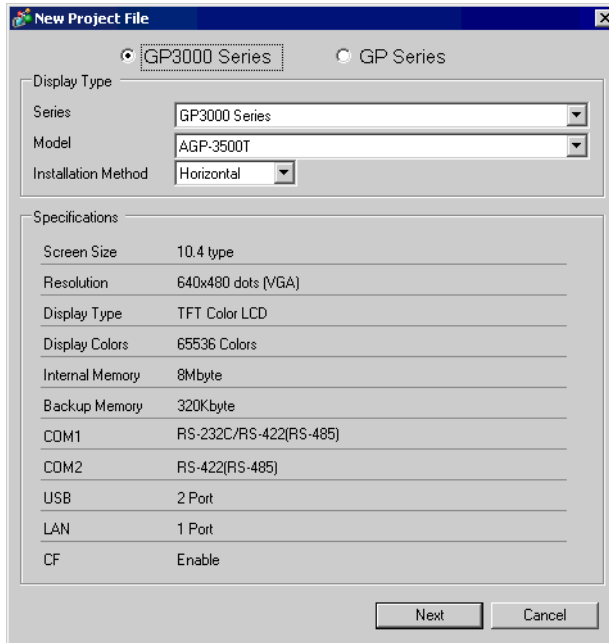 New Project File
GP3000 Series GP Series
Display Type
Series GP3000 Series
Model AGP-3500T
Installation Method Horizontal
Specifications
Screen Size 10.4 type
Resolution 640x480 dots (VGA)
Display Type TFT Color LCD
Display Colors 65536 Colors
Internal Memory 8Mbyte
Backup Memory 320Kbyte
COM1 RS-232C/RS-422(RS-485)
COM2 RS-422(RS-485)
USB 2 Port
LAN 1 Port
CF Enable
Next Cancel